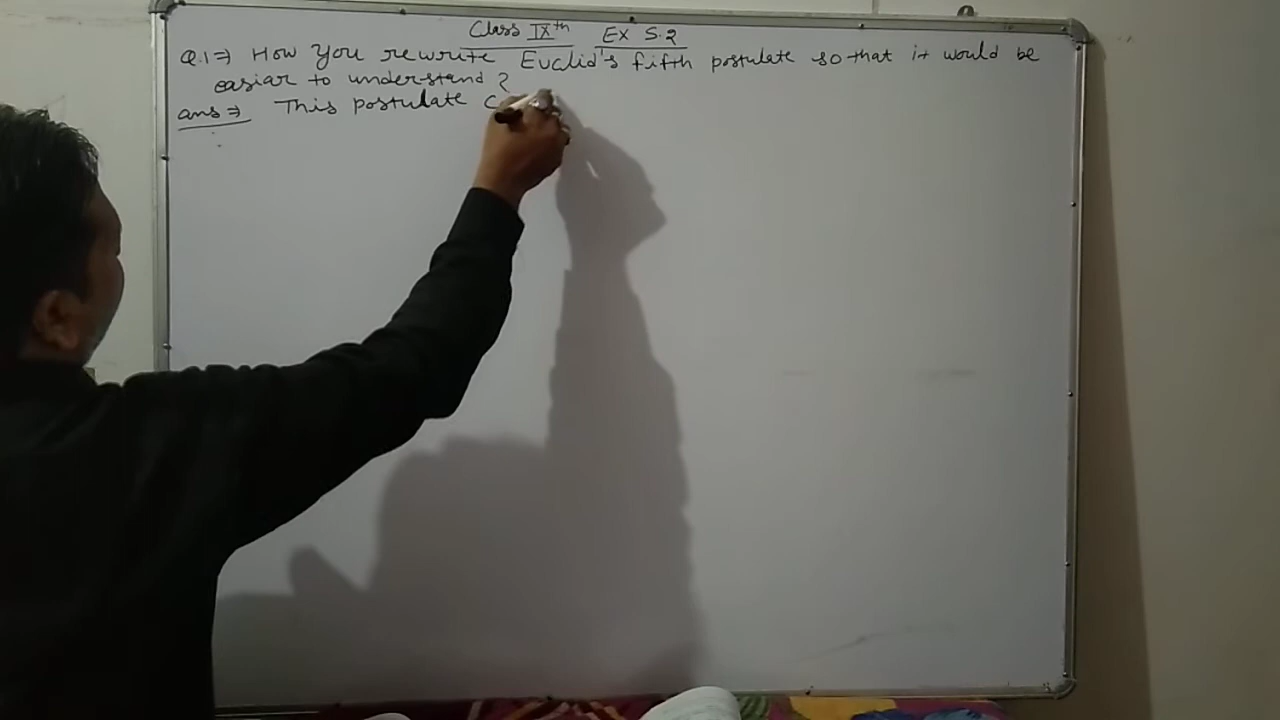 Class IXth Ex 5.2
Q.1⇒ How you rewrite Euclid's fifth postulate so that it would be
easiar to understand?
ans⇒ This postulate c